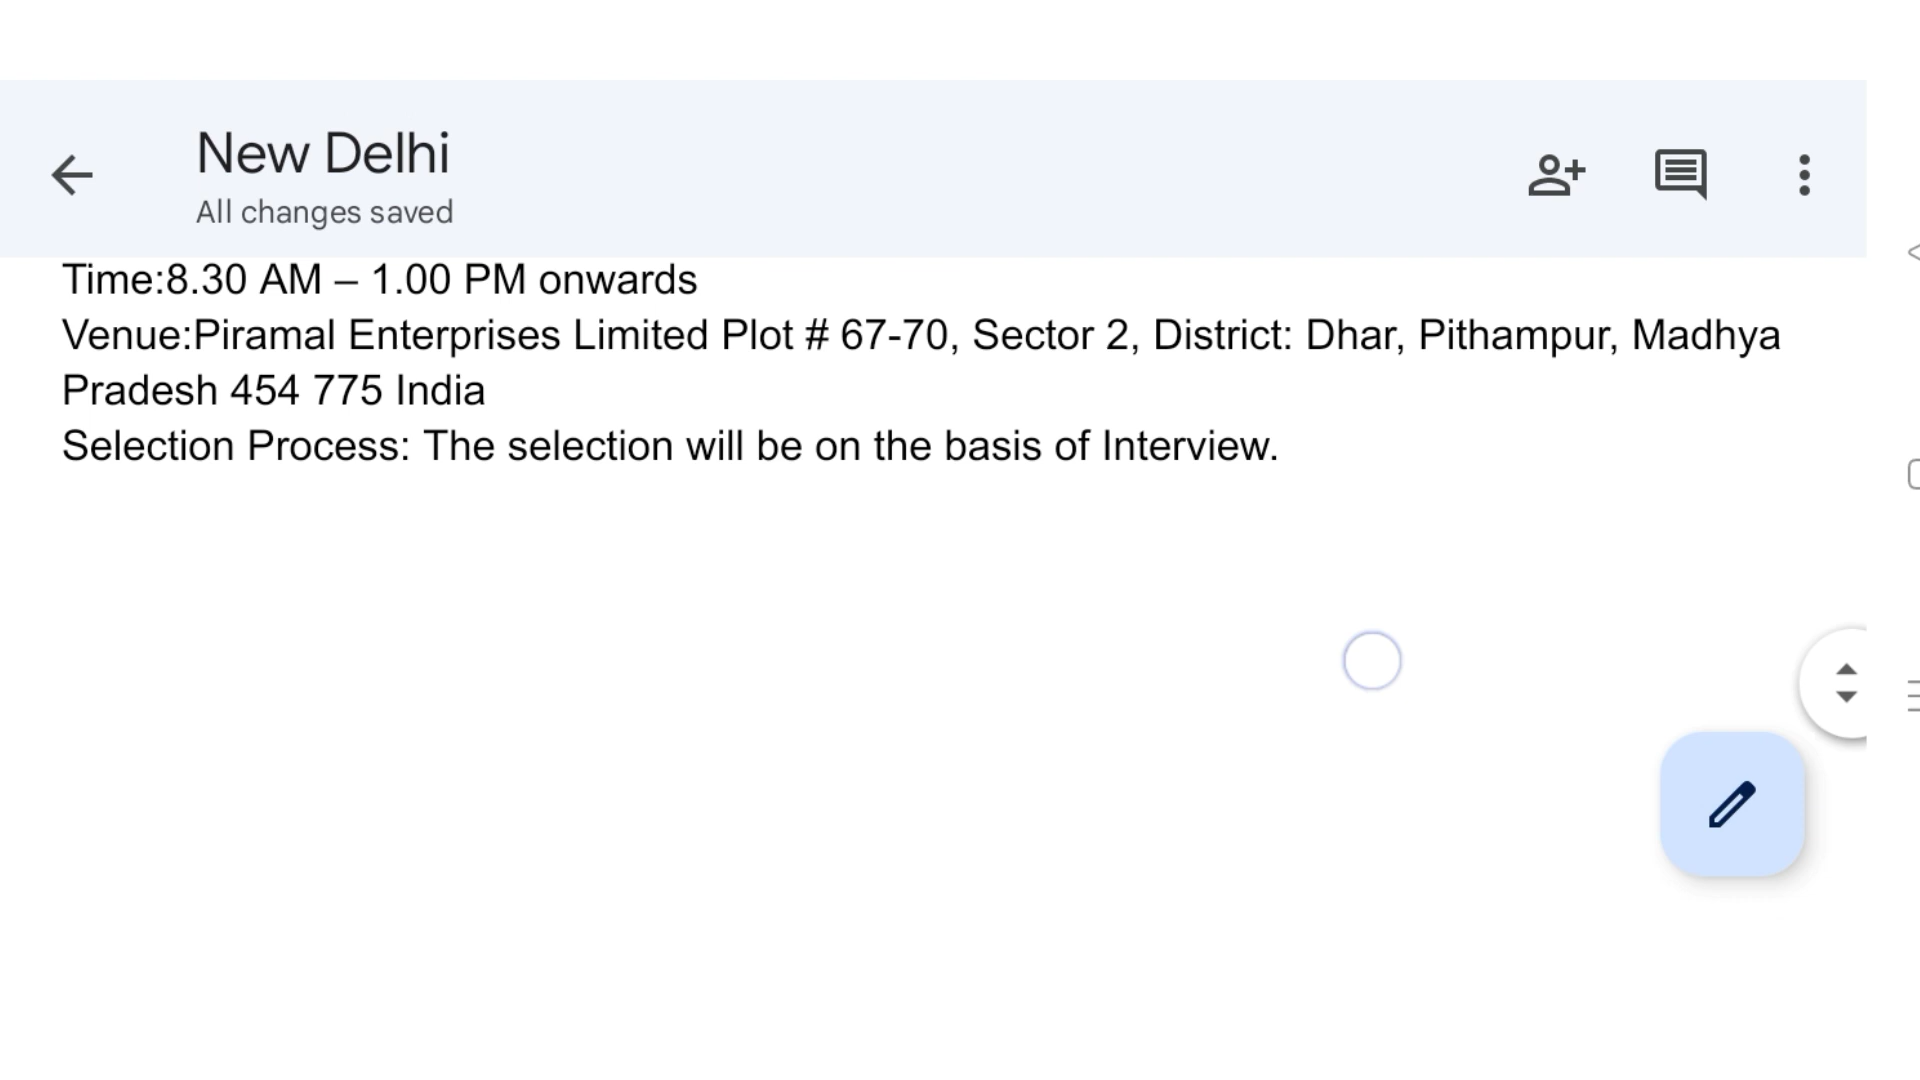 New Delhi
All changes saved
Time:8.30 AM – 1.00 PM onwards
Venue:Piramal Enterprises Limited Plot # 67-70, Sector 2, District: Dhar, Pithampur, Madhya
Pradesh 454 775 India
Selection Process: The selection will be on the basis of Interview.